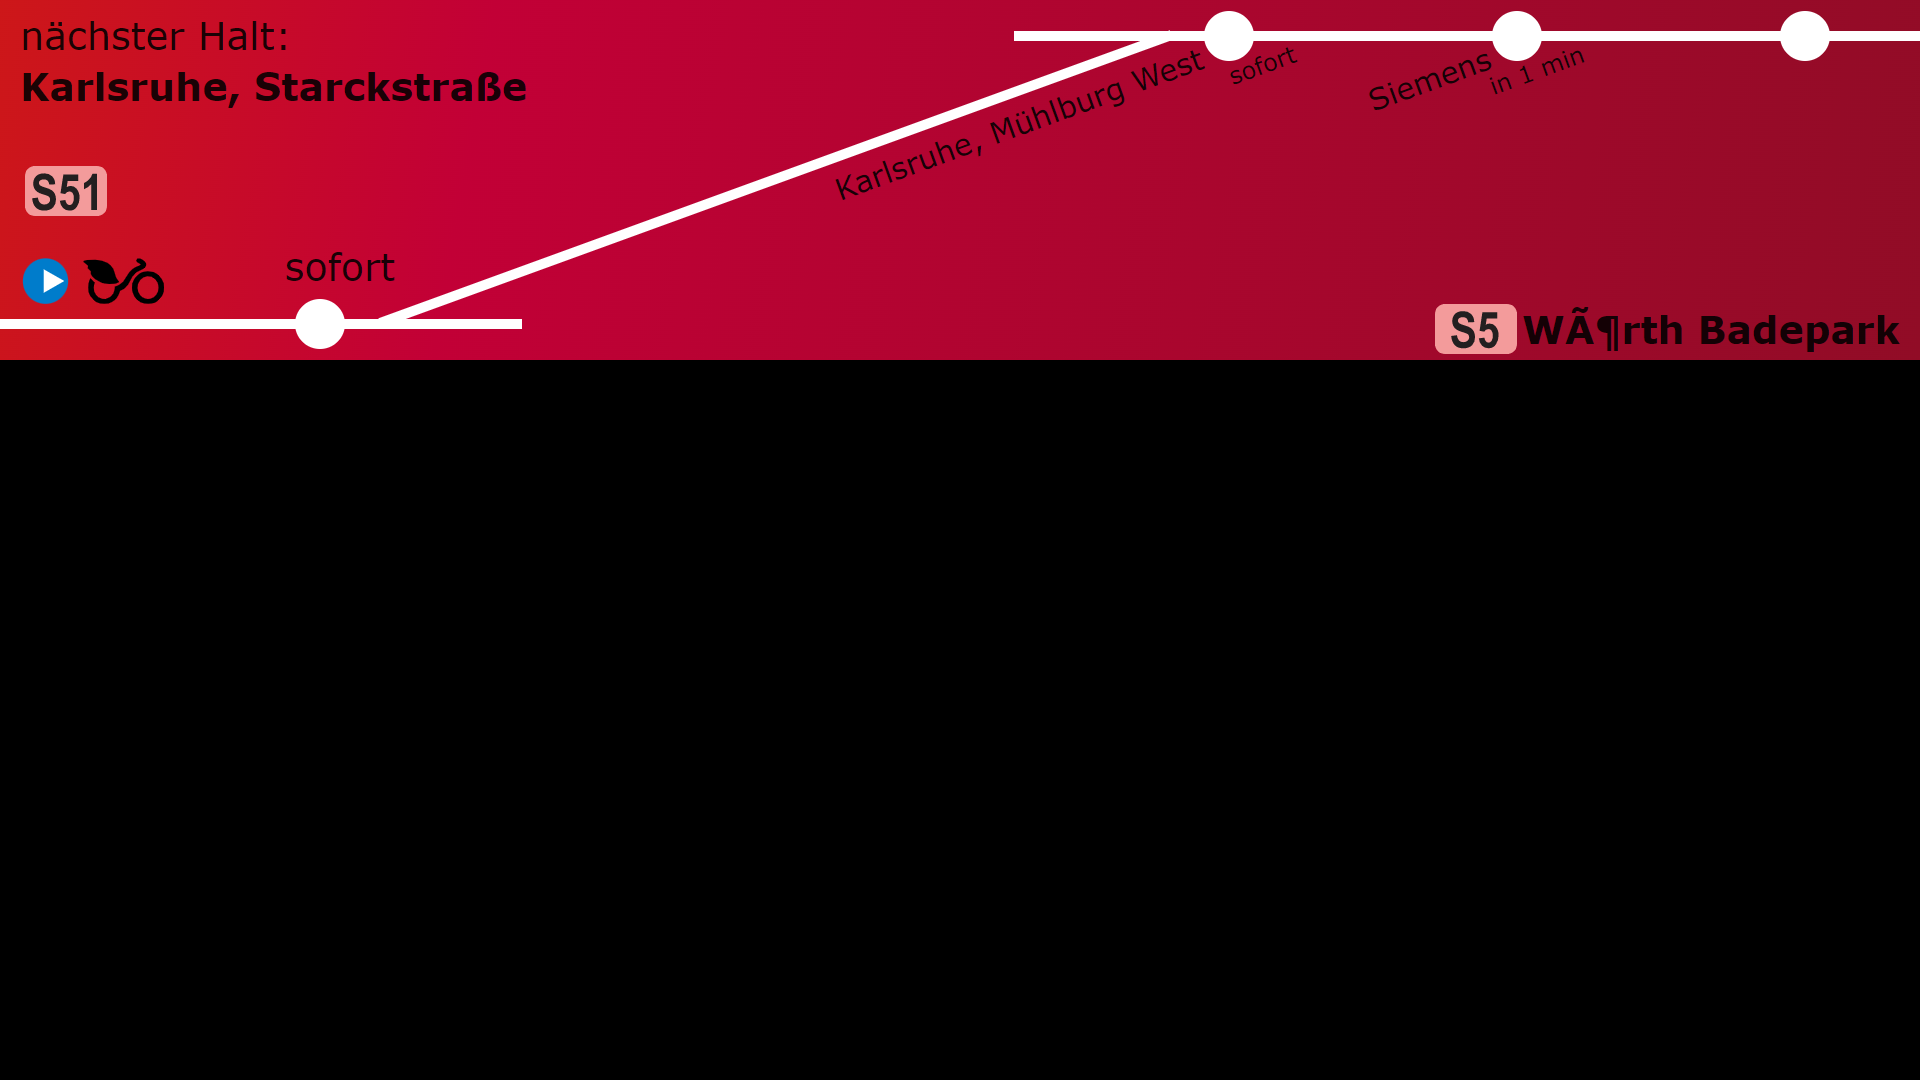 nächster Halt:
Karlsruhe, Starckstraße
S51
sofort
Karlsruhe, Mühlburg West
sofort
Siemens
in 1 min
S5 WÃ¶rth Badepark